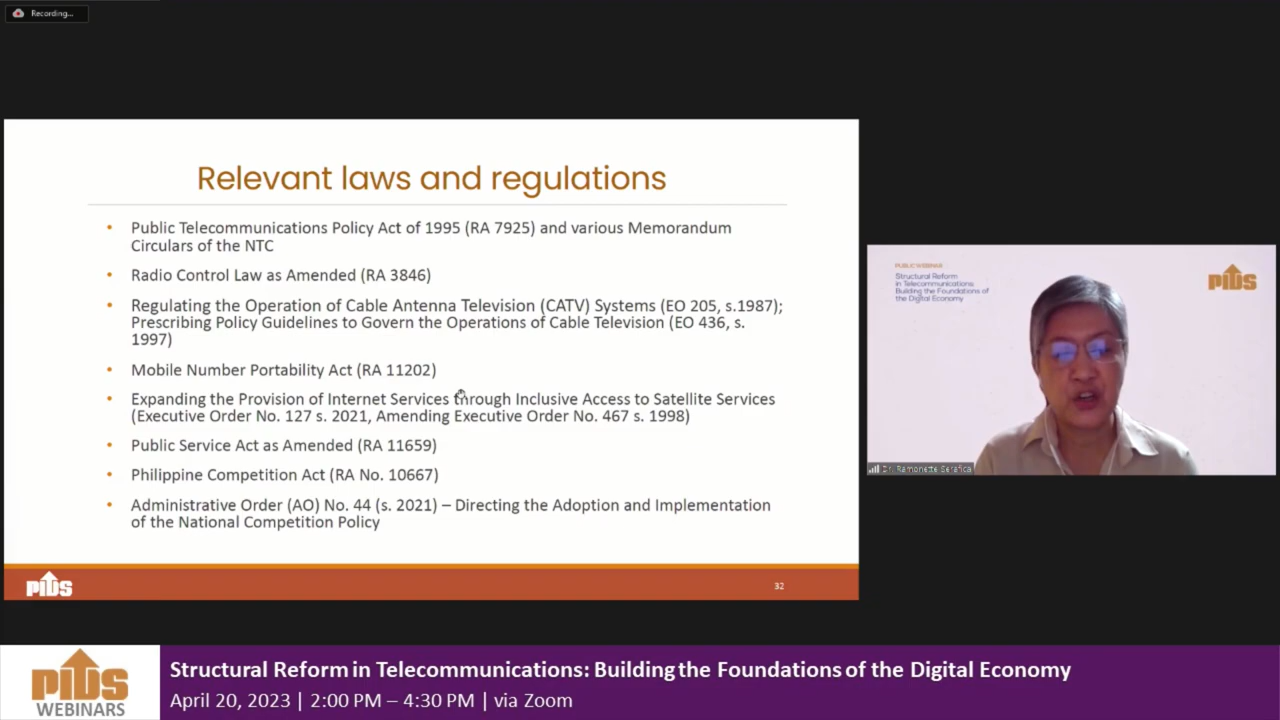 Recording...
Relevant laws and regulations
• Public Telecommunications Policy Act of 1995 (RA 7925) and various Memorandum
Circulars of the NTC
• Radio Control Law as Amended (RA 3846)
• Regulating the Operation of Cable Antenna Television (CATV) Systems (EO 205, s.1987);
Prescribing Policy Guidelines to Govern the Operations of Cable Television (EO 436, s.
1997)
• Mobile Number Portability Act (RA 11202)
• Expanding the Provision of Internet Services through Inclusive Access to Satellite Services
(Executive Order No. 127 s. 2021, Amending Executive Order No. 467 s. 1998)
• Public Service Act as Amended (RA 11659)
• Philippine Competition Act (RA No. 10667)
• Administrative Order (AO) No. 44 (s. 2021) – Directing the Adoption and Implementation
of the National Competition Policy
PIDS
32
PUBLIC WEBINAR
Structural Reform
in Telecommunications:
Building the Foundations of
the Digital Economy
PIDS
Dr. Ramonette Serafica
PIDS
WEBINARS
Structural Reform in Telecommunications: Building the Foundations of the Digital Economy
April 20, 2023 | 2:00 PM – 4:30 PM | via Zoom